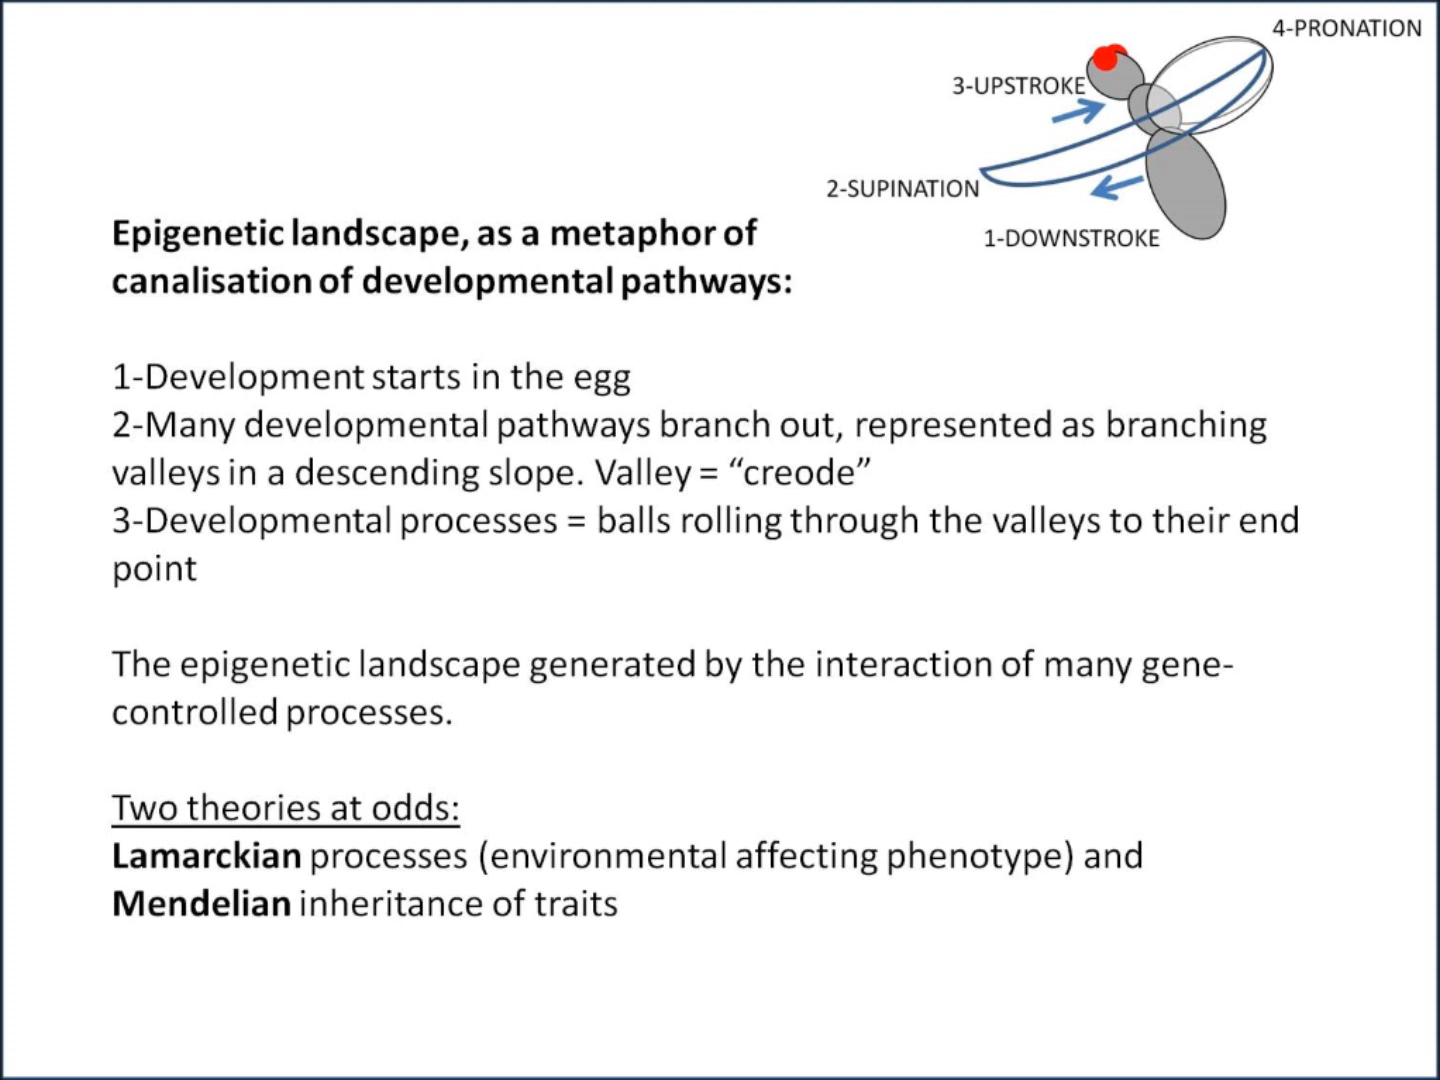 4-PRONATION
3-UPSTROKE
2-SUPINATION
1-DOWNSTROKE
Epigenetic landscape, as a metaphor of
canalisation of developmental pathways:
1-Development starts in the egg
2-Many developmental pathways branch out, represented as branching
valleys in a descending slope. Valley = “creode”
3-Developmental processes = balls rolling through the valleys to their end
point
The epigenetic landscape generated by the interaction of many gene-
controlled processes.
Two theories at odds:
Lamarckian processes (environmental affecting phenotype) and
Mendelian inheritance of traits